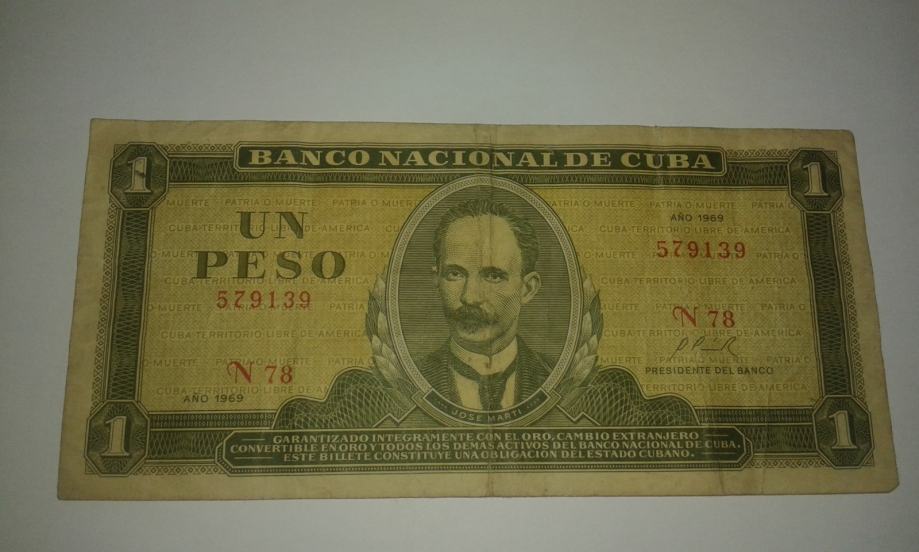 BANCO NACIONAL DE CUBA
1
1
UN
PESO
579139
N 78
AÑO 1969
AÑO 1969
579139
N 78
PRESIDENTE DEL BANCO
PATRIA O MUERTE
CUBA TERRITORIO LIBRE DE AMERICA
JOSE MARTI
1
1
GARANTIZADO INTEGRAMENTE CON EL ORO, CAMBIO EXTRANJERO
CONVERTIBLE EN ORO Y TODOS LOS DEMAS ACTIVOS DEL BANCO NACIONAL DE CUBA.
ESTE BILLETE CONSTITUYE UNA OBLIGACIÓN DEL ESTADO CUBANO.